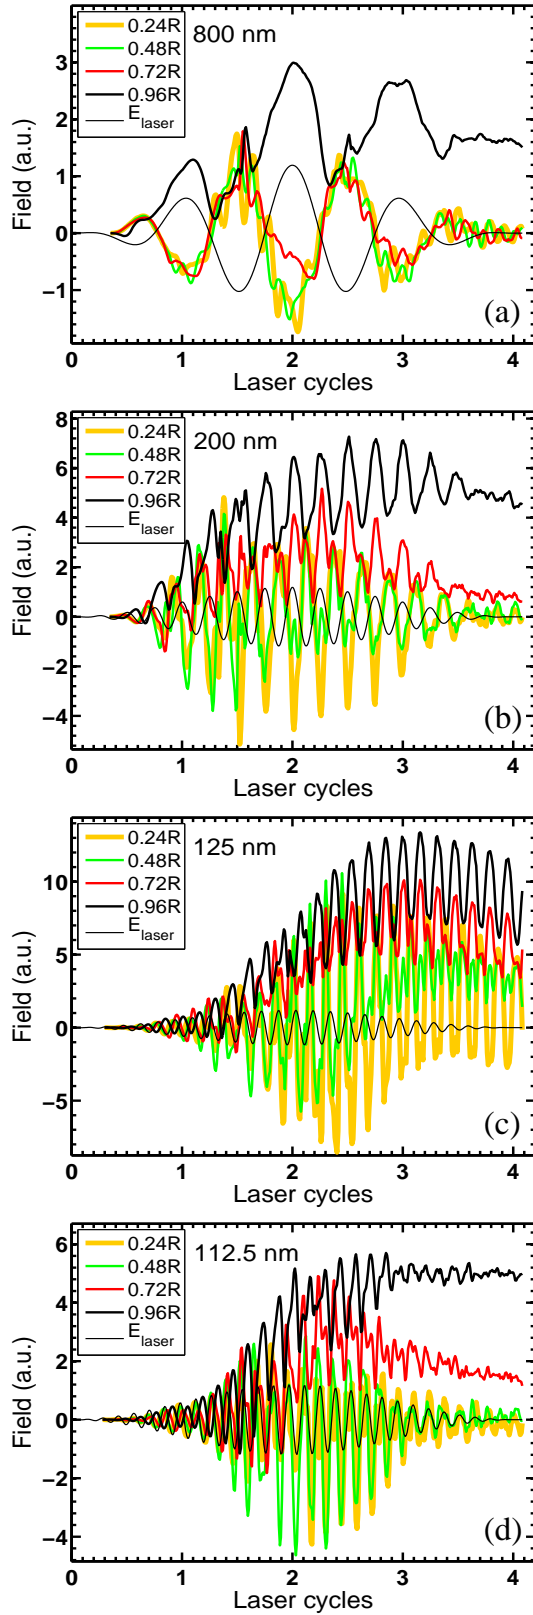 0.24R
0.48R
0.72R
0.96R
E laser
800 nm
3
2
1
0
−1
Field (a.u.)
(a)
0 1 2 3 4
Laser cycles
0.24R
0.48R
0.72R
0.96R
E laser
200 nm
8
6
4
2
0
−2
−4
Field (a.u.)
(b)
0 1 2 3 4
Laser cycles
0.24R
0.48R
0.72R
0.96R
E laser
125 nm
10
5
0
−5
Field (a.u.)
(c)
0 1 2 3 4
Laser cycles
0.24R
0.48R
0.72R
0.96R
E laser
112.5 nm
6
4
2
0
−2
−4
Field (a.u.)
(d)
0 1 2 3 4
Laser cycles